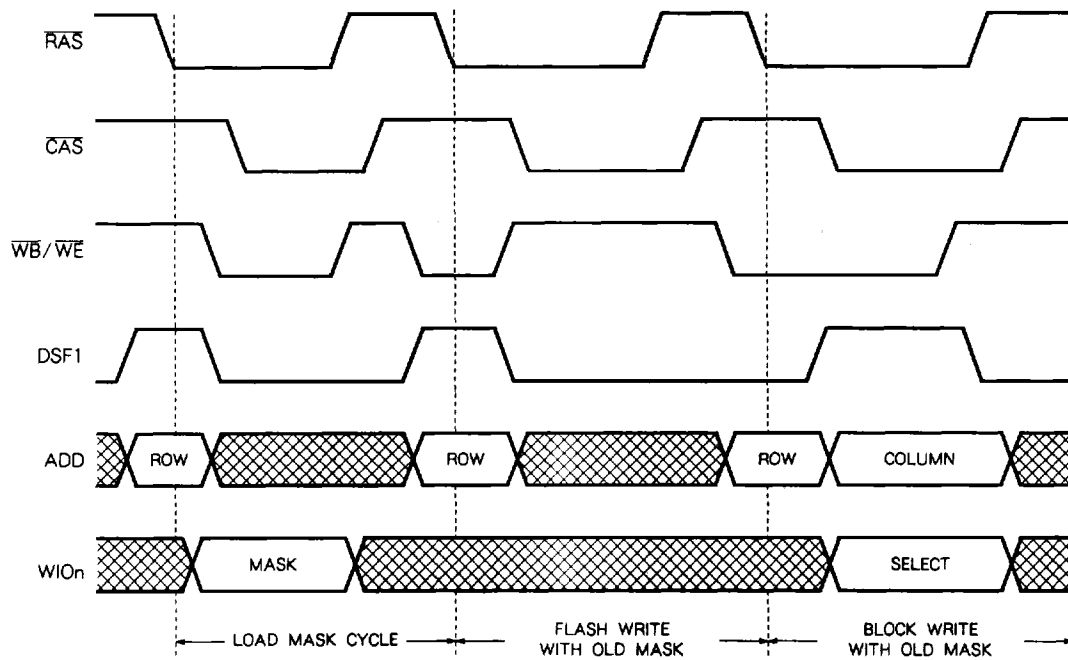 RAS
CAS
WB/WE
DSF1
ADD ROW ROW ROW COLUMN
WIOn MASK SELECT
LOAD MASK CYCLE FLASH WRITE WITH OLD MASK BLOCK WRITE WITH OLD MASK